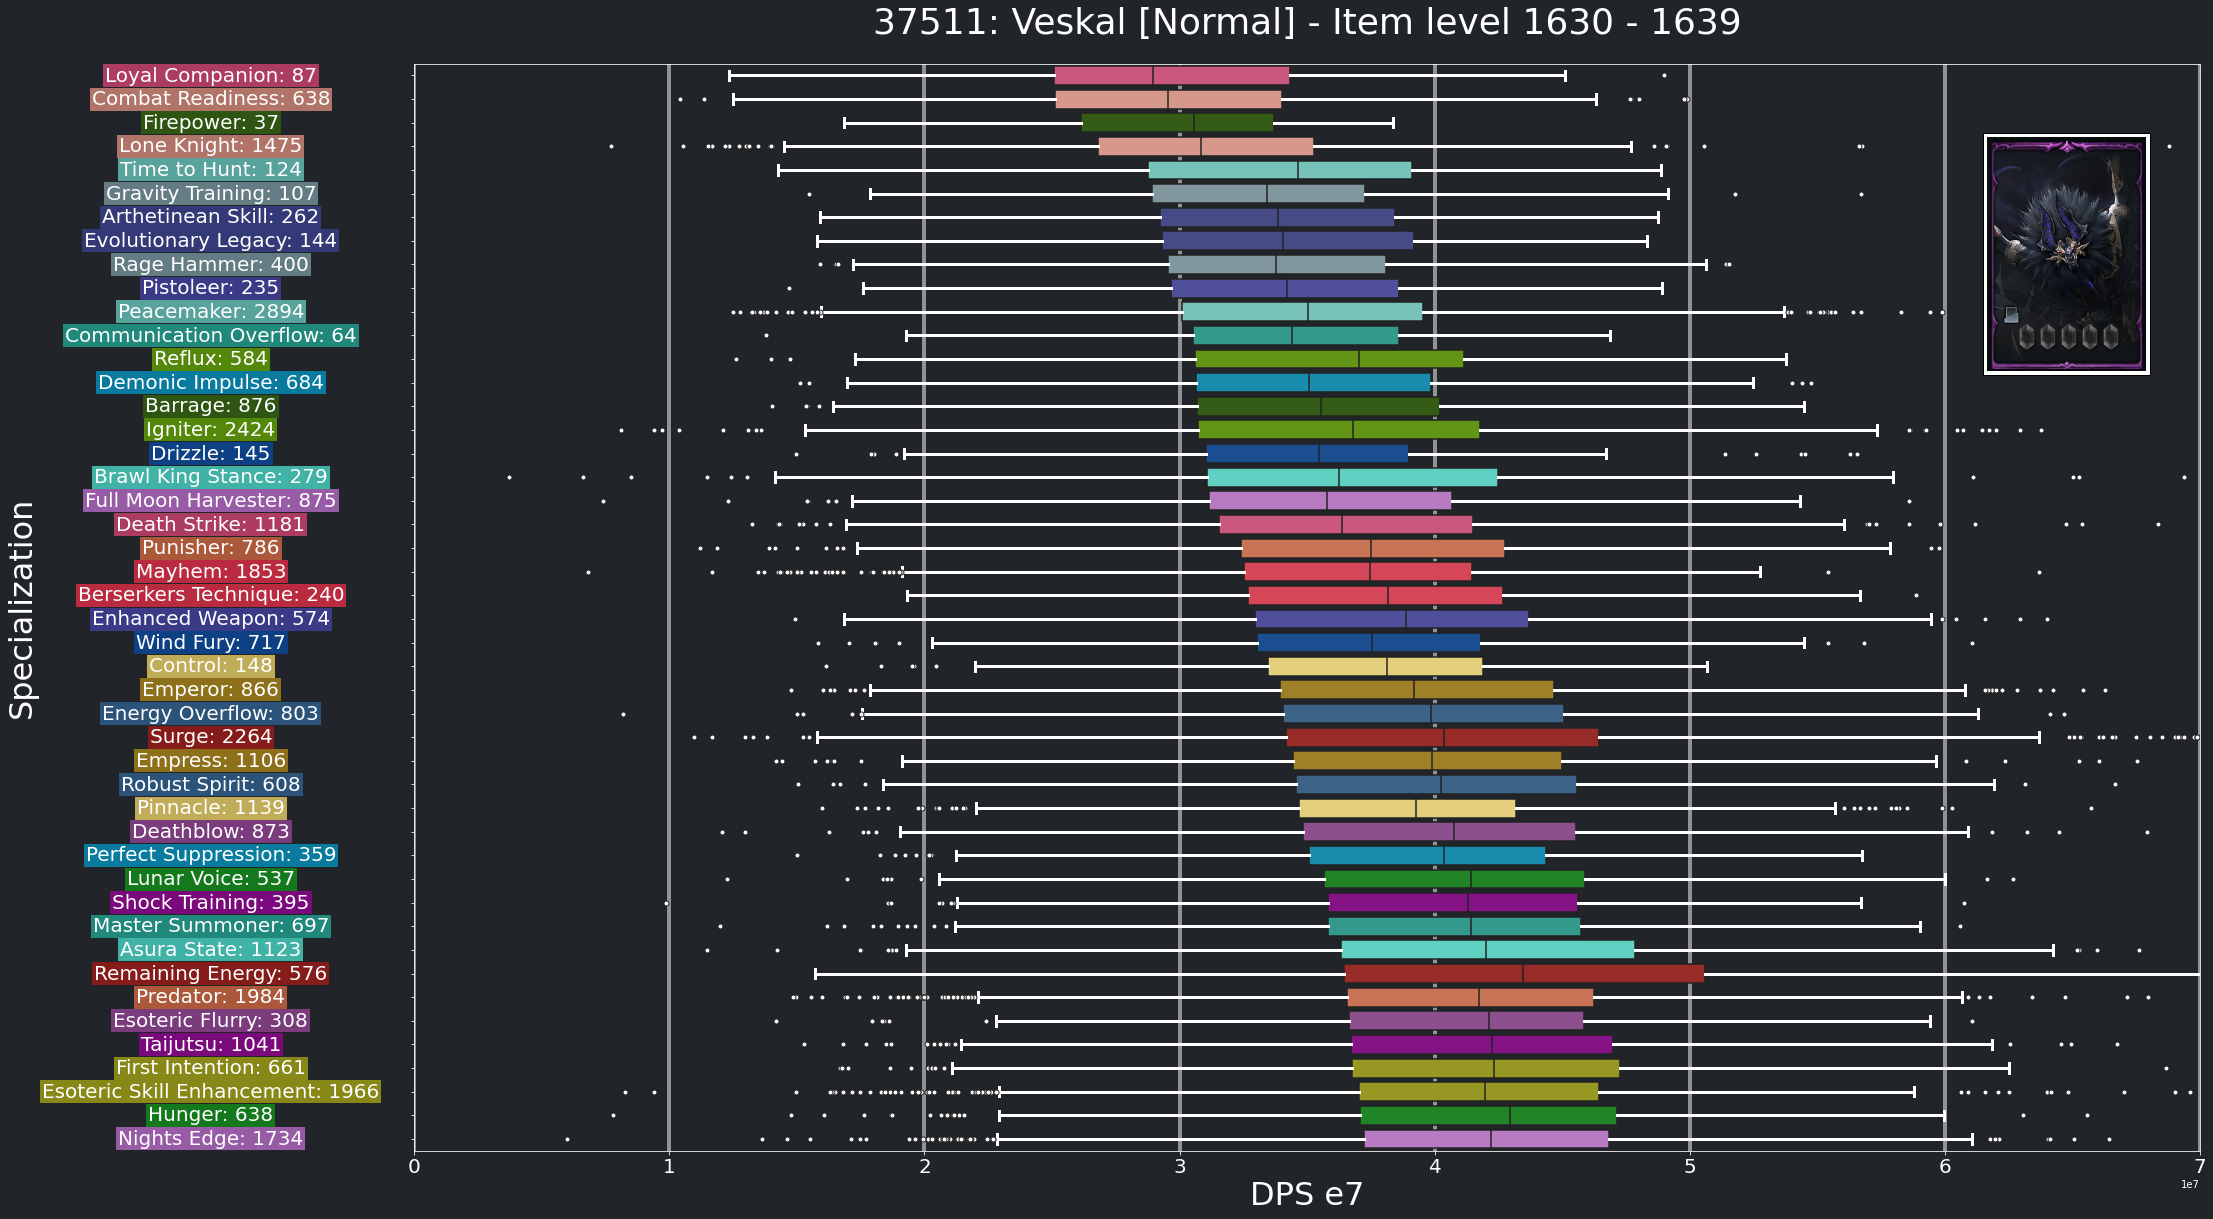 37511: Veskal [Normal] - Item level 1630 - 1639
Specialization
Loyal Companion: 87
Combat Readiness: 638
Firepower: 37
Lone Knight: 1475
Time to Hunt: 124
Gravity Training: 107
Arthetinean Skill: 262
Evolutionary Legacy: 144
Rage Hammer: 400
Pistoleer: 235
Peacemaker: 2894
Communication Overflow: 64
Reflux: 584
Demonic Impulse: 684
Barrage: 876
Igniter: 2424
Drizzle: 145
Brawl King Stance: 279
Full Moon Harvester: 875
Death Strike: 1181
Punisher: 786
Mayhem: 1853
Berserkers Technique: 240
Enhanced Weapon: 574
Wind Fury: 717
Control: 148
Emperor: 866
Energy Overflow: 803
Surge: 2264
Empress: 1106
Robust Spirit: 608
Pinnacle: 1139
Deathblow: 873
Perfect Suppression: 359
Lunar Voice: 537
Shock Training: 395
Master Summoner: 697
Asura State: 1123
Remaining Energy: 576
Predator: 1984
Esoteric Flurry: 308
Taijutsu: 1041
First Intention: 661
Esoteric Skill Enhancement: 1966
Hunger: 638
Nights Edge: 1734
0 1 2 3 4 5 6 7
1e7
DPS e7